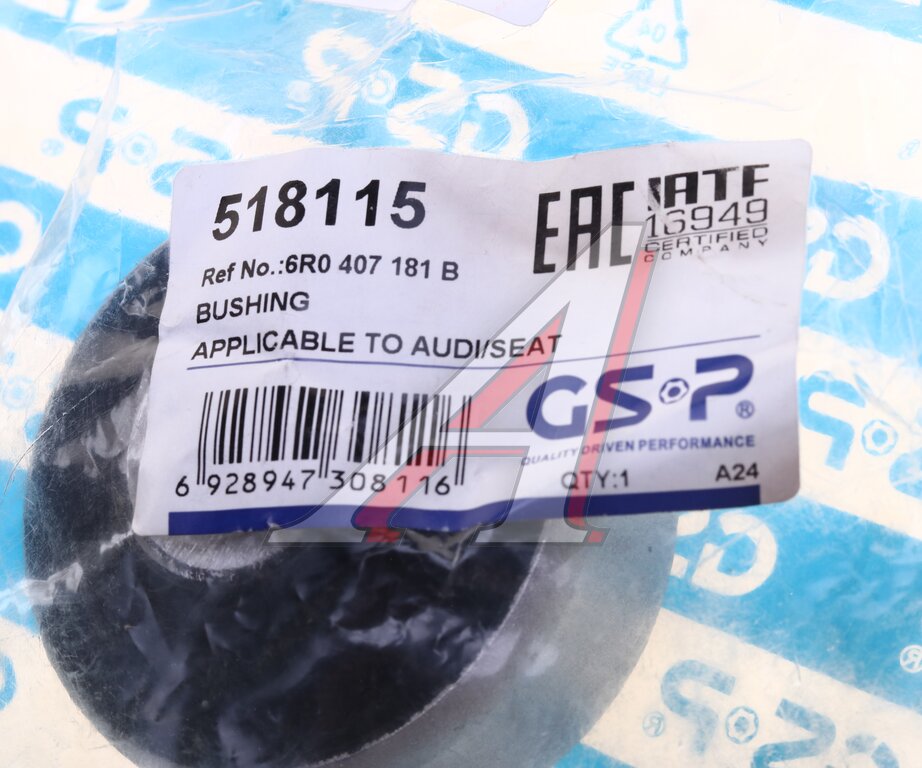 518115
EAC
IATF
16949
CERTIFIED
COMPANY
Ref No.:6R0 407 181 B
BUSHING
APPLICABLE TO AUDI/SEAT
GS·P®
QUALITY DRIVEN PERFORMANCE
6 928947 308116
QTY:1
A24